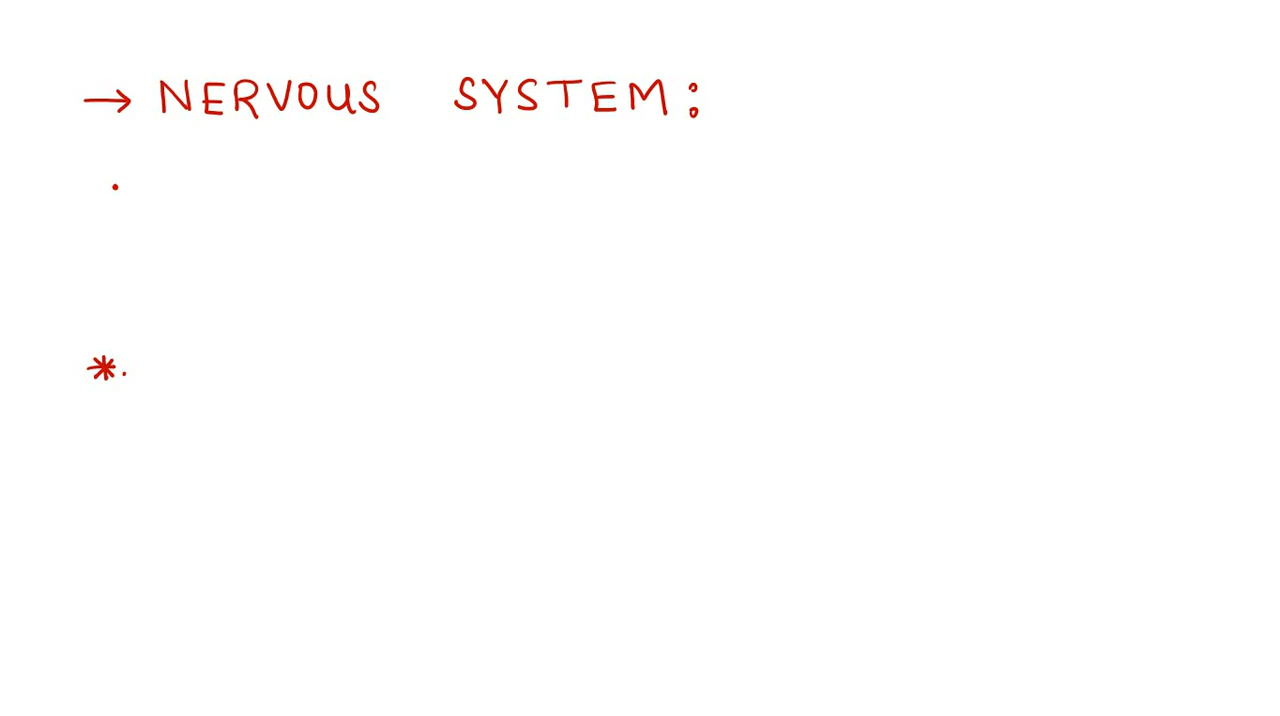 → NERVOUS SYSTEM:
•
*.